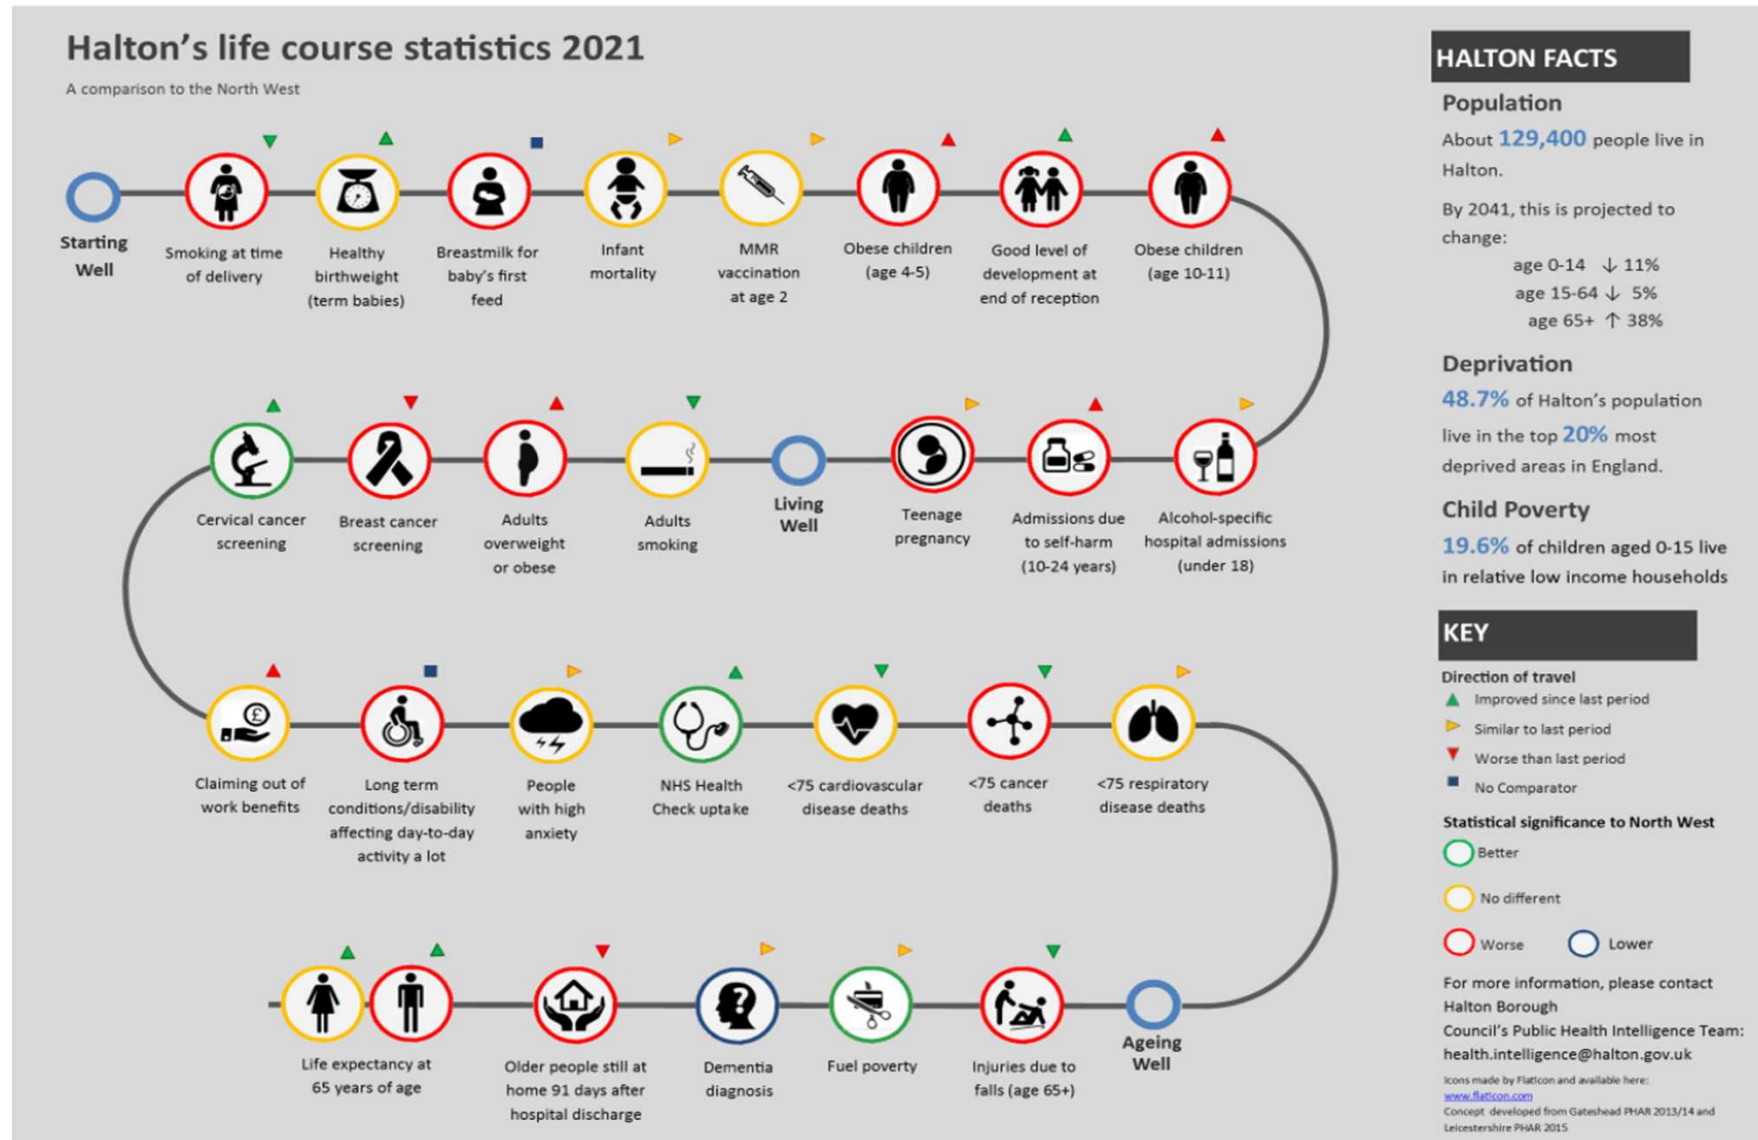 Halton's life course statistics 2021
A comparison to the North West
Starting
Well
Smoking at time
of delivery
Healthy
birthweight
(term babies)
Breastmilk for
baby's first
feed
Infant
mortality
MMR
vaccination
at age 2
Obese children
(age 4-5)
Good level of
development at
end of reception
Obese children
(age 10-11)
Cervical cancer
screening
Breast cancer
screening
Adults
overweight
or obese
Adults
smoking
Living
Well
Teenage
pregnancy
Admissions due
to self-harm
(10-24 years)
Alcohol-specific
hospital admissions
(under 18)
£
Claiming out of
work benefits
Long term
conditions/disability
affecting day-to-day
activity a lot
People
with high
anxiety
NHS Health
Check uptake
<75 cardiovascular
disease deaths
<75 cancer
deaths
<75 respiratory
disease deaths
Life expectancy at
65 years of age
Older people still at
home 91 days after
hospital discharge
?
Dementia
diagnosis
Fuel poverty
Injuries due to
falls (age 65+)
Ageing
Well
HALTON FACTS
Population
About 129,400 people live in
Halton.
By 2041, this is projected to
change:
age 0-14 ↓ 11%
age 15-64 ↓ 5%
age 65+ ↑ 38%
Deprivation
48.7% of Halton's population
live in the top 20% most
deprived areas in England.
Child Poverty
19.6% of children aged 0-15 live
in relative low income households
KEY
Direction of travel
Improved since last period
Similar to last period
Worse than last period
No Comparator
Statistical significance to North West
Better
No different
Worse Lower
For more information, please contact
Halton Borough
Council's Public Health Intelligence Team:
health.intelligence@halton.gov.uk
Icons made by Flaticon and available here:
www.flaticon.com
Concept developed from Gateshead PHAR 2013/14 and
Leicestershire PHAR 2015